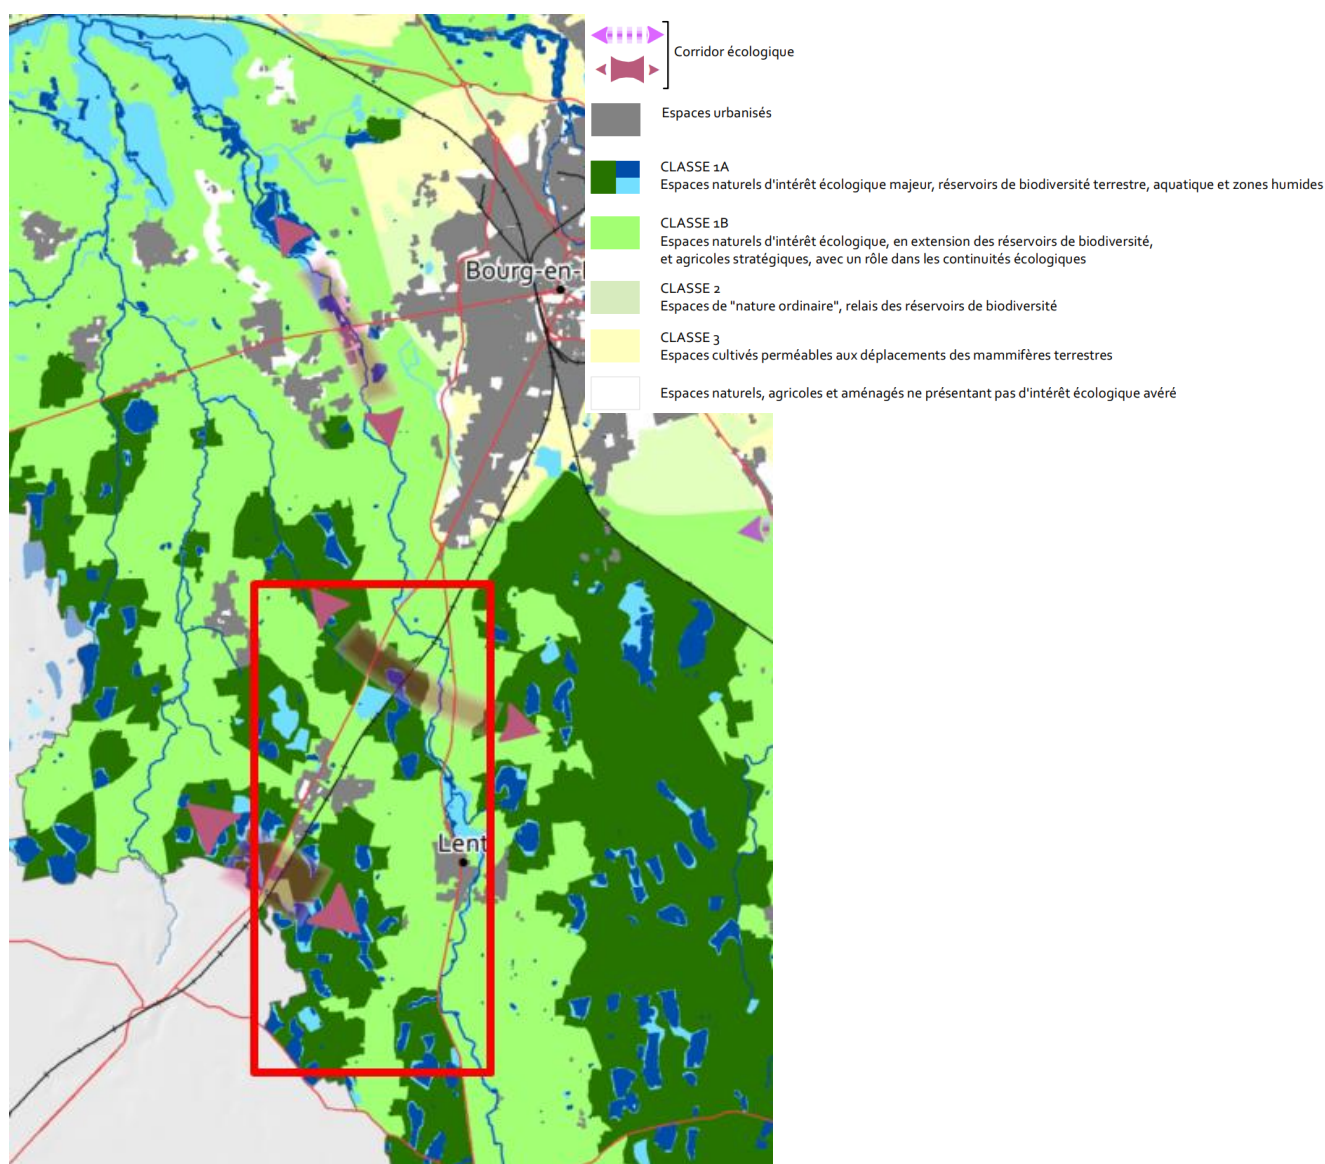 Corridor écologique
Espaces urbanisés
CLASSE 1A
Espaces naturels d'intérêt écologique majeur, réservoirs de biodiversité terrestre, aquatique et zones humides
CLASSE 1B
Espaces naturels d'intérêt écologique, en extension des réservoirs de biodiversité,
et agricoles stratégiques, avec un rôle dans les continuités écologiques
CLASSE 2
Espaces de "nature ordinaire", relais des réservoirs de biodiversité
CLASSE 3
Espaces cultivés perméables aux déplacements des mammifères terrestres
Espaces naturels, agricoles et aménagés ne présentant pas d'intérêt écologique avéré
Bourg-en-
Lent